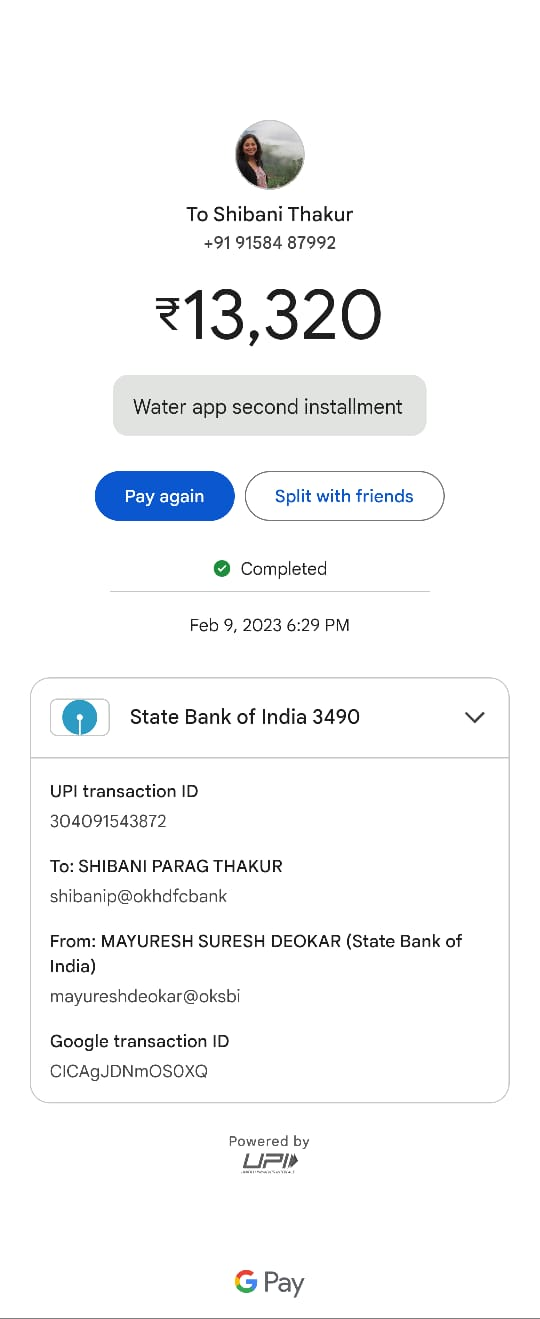 To Shibani Thakur
+91 91584 87992
₹13,320
Water app second installment
Pay again
Split with friends
Completed
Feb 9, 2023 6:29 PM
State Bank of India 3490
UPI transaction ID
304091543872
To: SHIBANI PARAG THAKUR
shibanip@okhdfcbank
From: MAYURESH SURESH DEOKAR (State Bank of
India)
mayureshdeokar@oksbi
Google transaction ID
CICAgJDNmOS0XQ
Powered by
UPI
G Pay